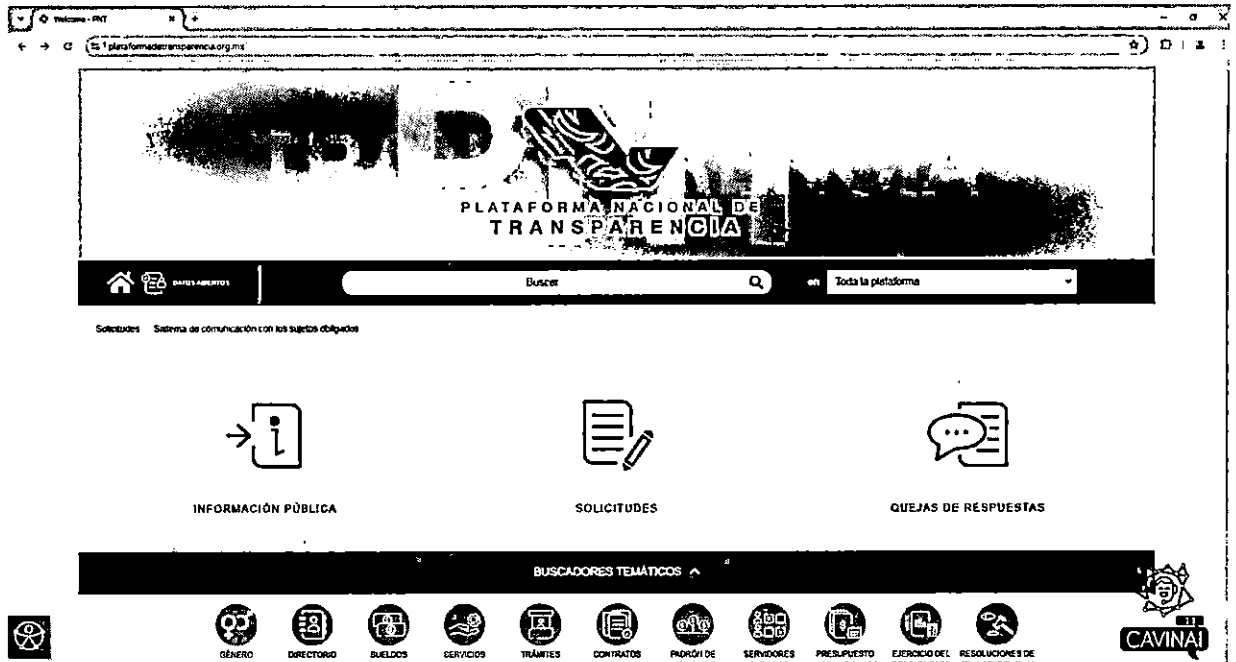 Welcome - PNT
plataformadetransparencia.org.mx
PLATAFORMA NACIONAL DE
TRANSPARENCIA
DATOS ABIERTOS
Buscar
en
Toda la plataforma
Solicitudes Sistema de comunicación con los sujetos obligados
INFORMACIÓN PÚBLICA
SOLICITUDES
QUEJAS DE RESPUESTAS
BUSCADORES TEMÁTICOS
GÉNERO DIRECTORIO SUELDOS SERVICIOS TRÁMITES CONTRATOS PADRÓN DE SERVIDORES PRESUPUESTO EJERCICIO DEL RESOLUCIONES DE
CAVINAI